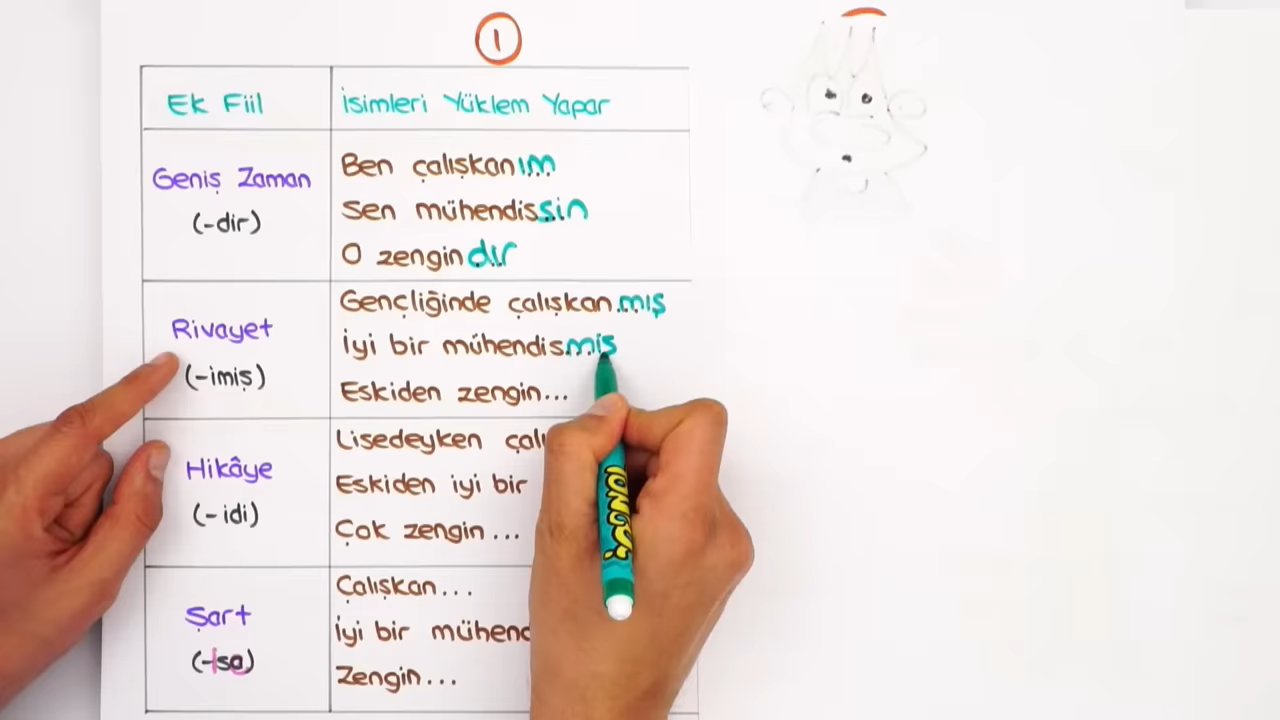 1
Ek Fiil
İsimleri Yüklem Yapar
Geniş Zaman
(-dir)
Ben çalışkanım
Sen mühendissin
O zengindir
Rivayet
(-imiş)
Gençliğinde çalışkanmış
İyi bir mühendismiş
Eskiden zengin...
Hikâye
(-idi)
Lisedeyken
Eskiden iyi bir
Çok zengin...
Şart
(-ise)
Çalışkan...
İyi bir
Zengin...